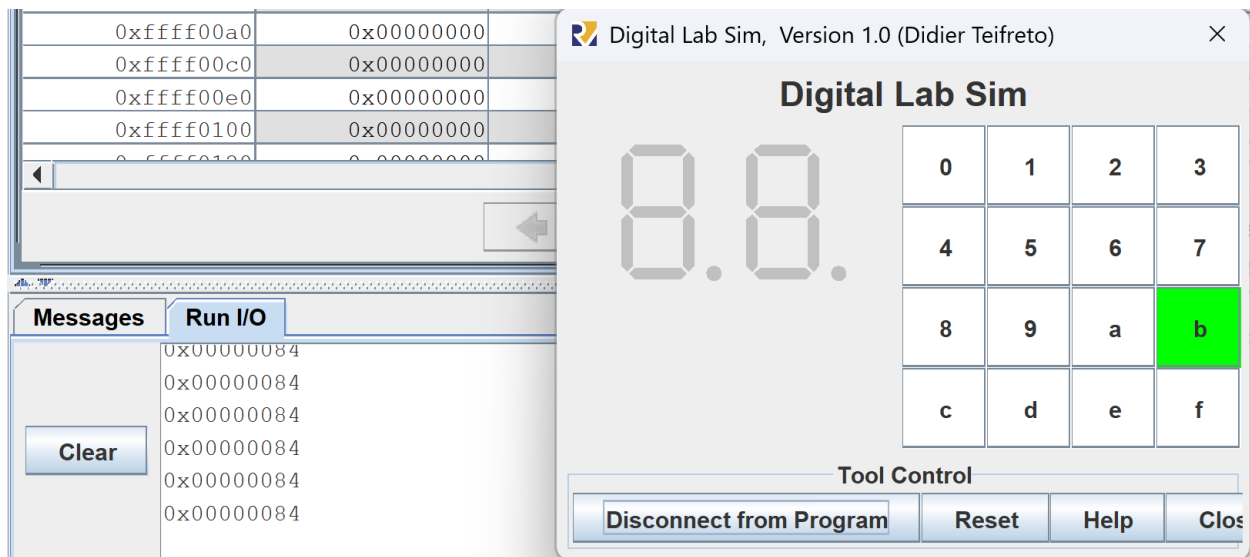 0xffff00a0 0x00000000
0xffff00c0 0x00000000
0xffff00e0 0x00000000
0xffff0100 0x00000000
Messages Run I/O
0x00000084
0x00000084
0x00000084
0x00000084
0x00000084
0x00000084
Clear
Digital Lab Sim, Version 1.0 (Didier Teifreto)
Digital Lab Sim
8.8.
0 1 2 3
4 5 6 7
8 9 a b
c d e f
Tool Control
Disconnect from Program Reset Help Clos